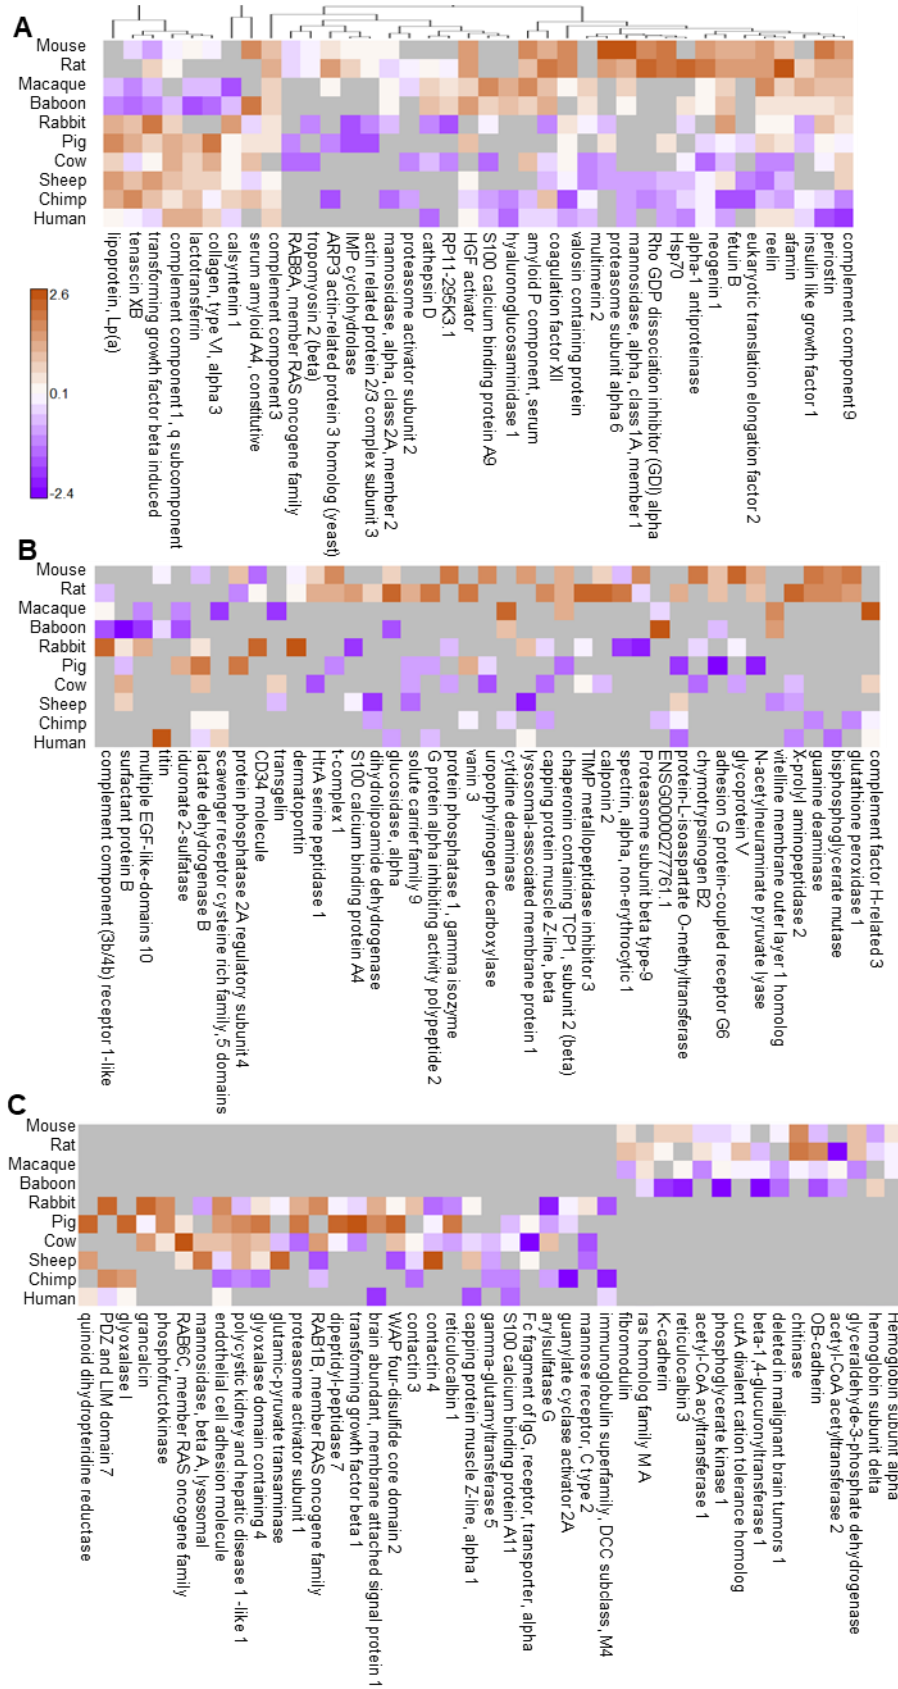 A
Mouse
Rat
Macaque
Baboon
Rabbit
Pig
Cow
Sheep
Chimp
Human
lipoprotein, Lp(a)
tenascin XB
transforming growth factor beta induced
complement component 1, q subcomponent
lactotransferrin
collagen, type VI, alpha 3
calsyntenin 1
serum amyloid A4, constitutive
complement component 3
RAB8A, member RAS oncogene family
tropomyosin 2 (beta)
ARP3 actin-related protein 3 homolog (yeast)
IMP cyclohydrolase
actin related protein 2/3 complex subunit 3
mannosidase, alpha, class 2A, member 2
proteasome activator subunit 2
cathepsin D
RP11-295K3.1
HGF activator
S100 calcium binding protein A9
hyaluronoglucosaminidase 1
amyloid P component, serum
coagulation factor XII
valosin containing protein
multimerin 2
proteasome subunit alpha 6
mannosidase, alpha, class 1A, member 1
Rho GDP dissociation inhibitor (GDI) alpha
Hsp70
alpha-1 antiproteinase
neogenin 1
fetuin B
eukaryotic translation elongation factor 2
reelin
afamin
insulin like growth factor 1
periostin
complement component 9
2.6
0.1
-2.4
B
Mouse
Rat
Macaque
Baboon
Rabbit
Pig
Cow
Sheep
Chimp
Human
complement component (3b/4b) receptor 1-like
surfactant protein B
multiple EGF-like-domains 10
titin
iduronate 2-sulfatase
lactate dehydrogenase B
scavenger receptor cysteine rich family, 5 domains
protein phosphatase 2A regulatory subunit 4
CD34 molecule
transgelin
dermatopontin
HtrA serine peptidase 1
t-complex 1
S100 calcium binding protein A4
dihydrolipoamide dehydrogenase
glucosidase, alpha
solute carrier family 9
G protein alpha inhibiting activity polypeptide 2
protein phosphatase 1, gamma isozyme
vanin 3
uroporphyrinogen decarboxylase
cytidine deaminase
lysosomal-associated membrane protein 1
capping protein muscle Z-line, beta
chaperonin containing TCP1, subunit 2 (beta)
TIMP metallopeptidase inhibitor 3
calponin 2
spectrin, alpha, non-erythrocytic 1
Proteasome subunit beta type-9
ENSG00000277761.1
protein-L-isoaspartate O-methyltransferase
chymotrypsinogen B2
adhesion G protein-coupled receptor G6
glycoprotein V
N-acetylneuraminate pyruvate lyase
vitelline membrane outer layer 1 homolog
X-prolyl aminopeptidase 2
guanine deaminase
bisphosphoglycerate mutase
glutathione peroxidase 1
complement factor H-related 3
C
Mouse
Rat
Macaque
Baboon
Rabbit
Pig
Cow
Sheep
Chimp
Human
quinoid dihydropteridine reductase
PDZ and LIM domain 7
glyoxalase I
grancalcin
phosphofructokinase
RAB6C, member RAS oncogene family
mannosidase, beta A, lysosomal
endothelial cell adhesion molecule
polycystic kidney and hepatic disease 1 -like 1
glyoxalase domain containing 4
glutamic-pyruvate transaminase
proteasome activator subunit 1
RAB1B, member RAS oncogene family
dipeptidyl-peptidase 7
transforming growth factor beta 1
brain abundant, membrane attached signal protein 1
WAP four-disulfide core domain 2
contactin 3
contactin 4
reticulocalbin 1
capping protein muscle Z-line, alpha 1
gamma-glutamyltransferase 5
S100 calcium binding protein A11
Fc fragment of IgG, receptor, transporter, alpha
arylsulfatase G
guanylate cyclase activator 2A
mannose receptor, C type 2
immunoglobulin superfamily, DCC subclass, M4
fibromodulin
ras homolog family M A
K-cadherin
reticulocalbin 3
acetyl-CoA acyltransferase 1
phosphoglycerate kinase 1
cutA divalent cation tolerance homolog
beta-1,4-glucuronyltransferase 1
deleted in malignant brain tumors 1
chitinase
OB-cadherin
acetyl-CoA acetyltransferase 2
glyceraldehyde-3-phosphate dehydrogenase
hemoglobin subunit delta
Hemoglobin subunit alpha